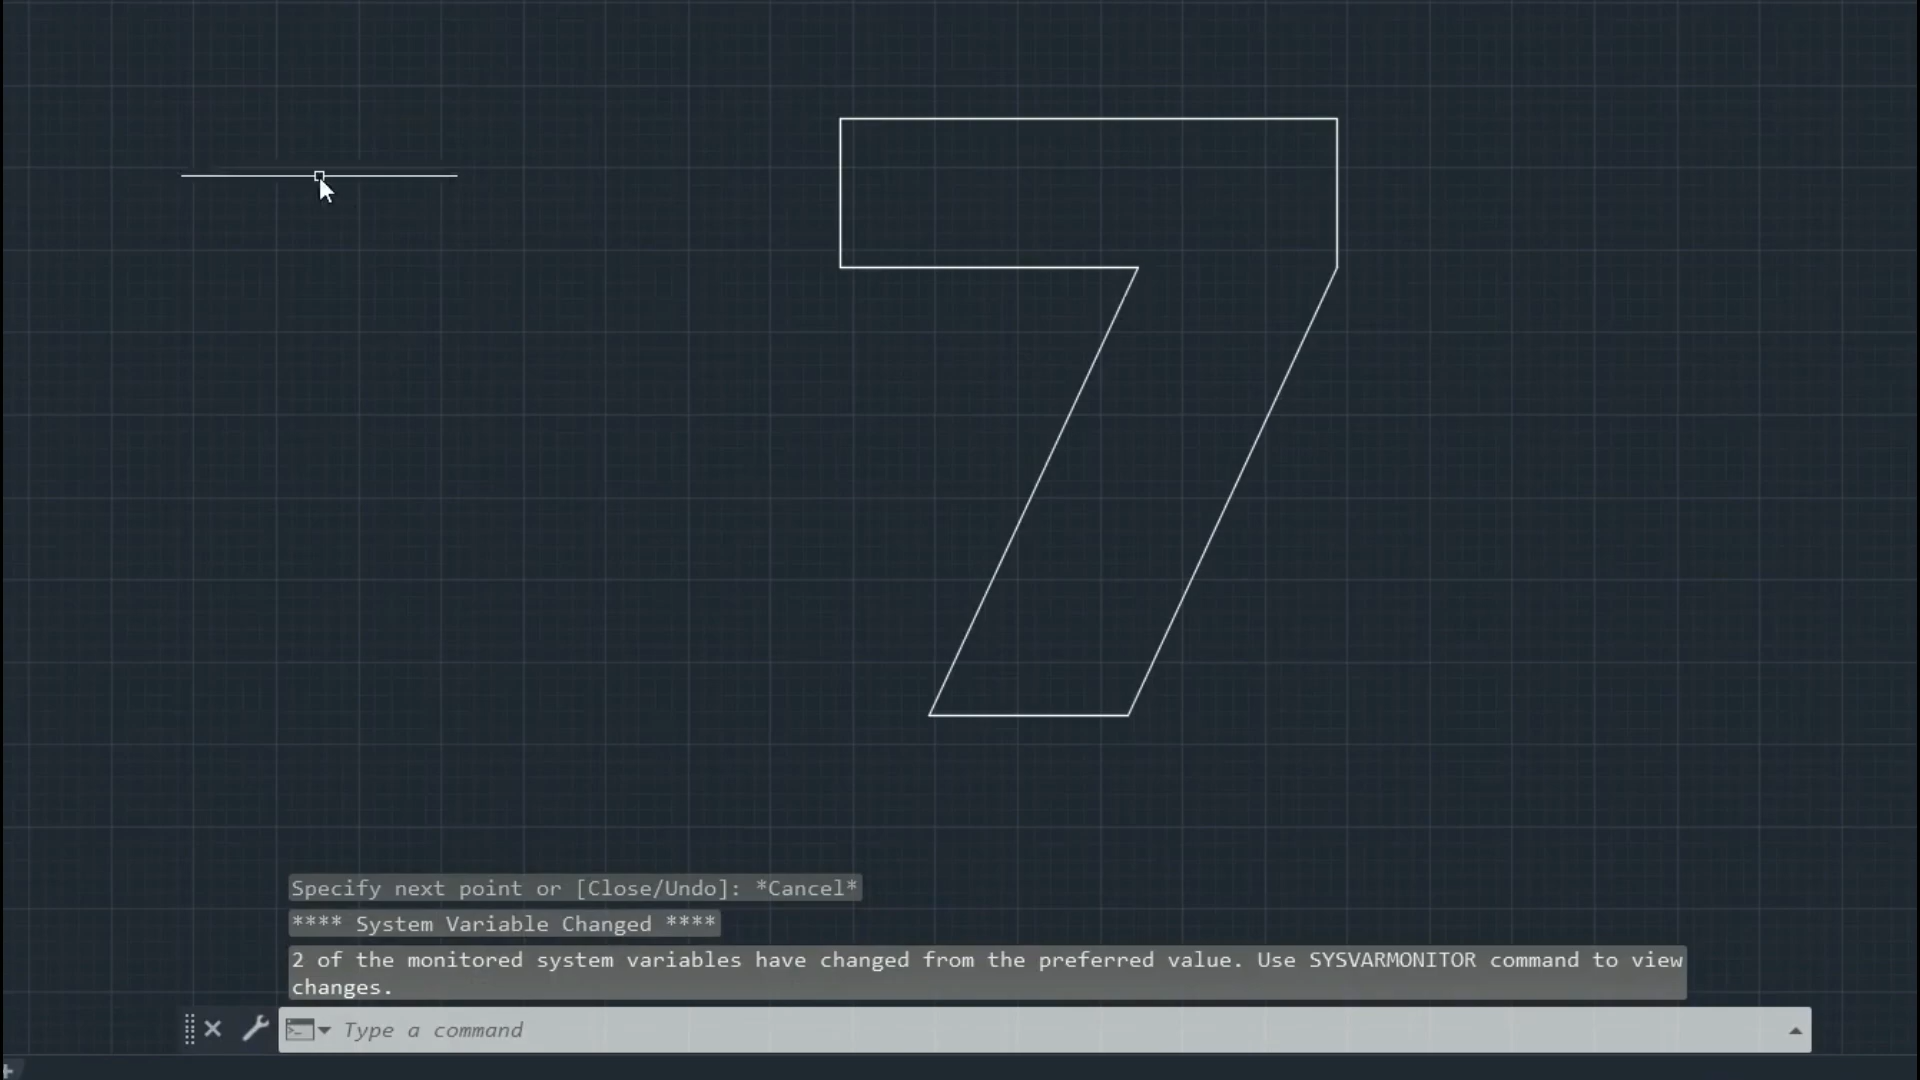 Specify next point or [Close/Undo]: *Cancel*
**** System Variable Changed ****
2 of the monitored system variables have changed from the preferred value. Use SYSVARMONITOR command to view
changes.
Type a command